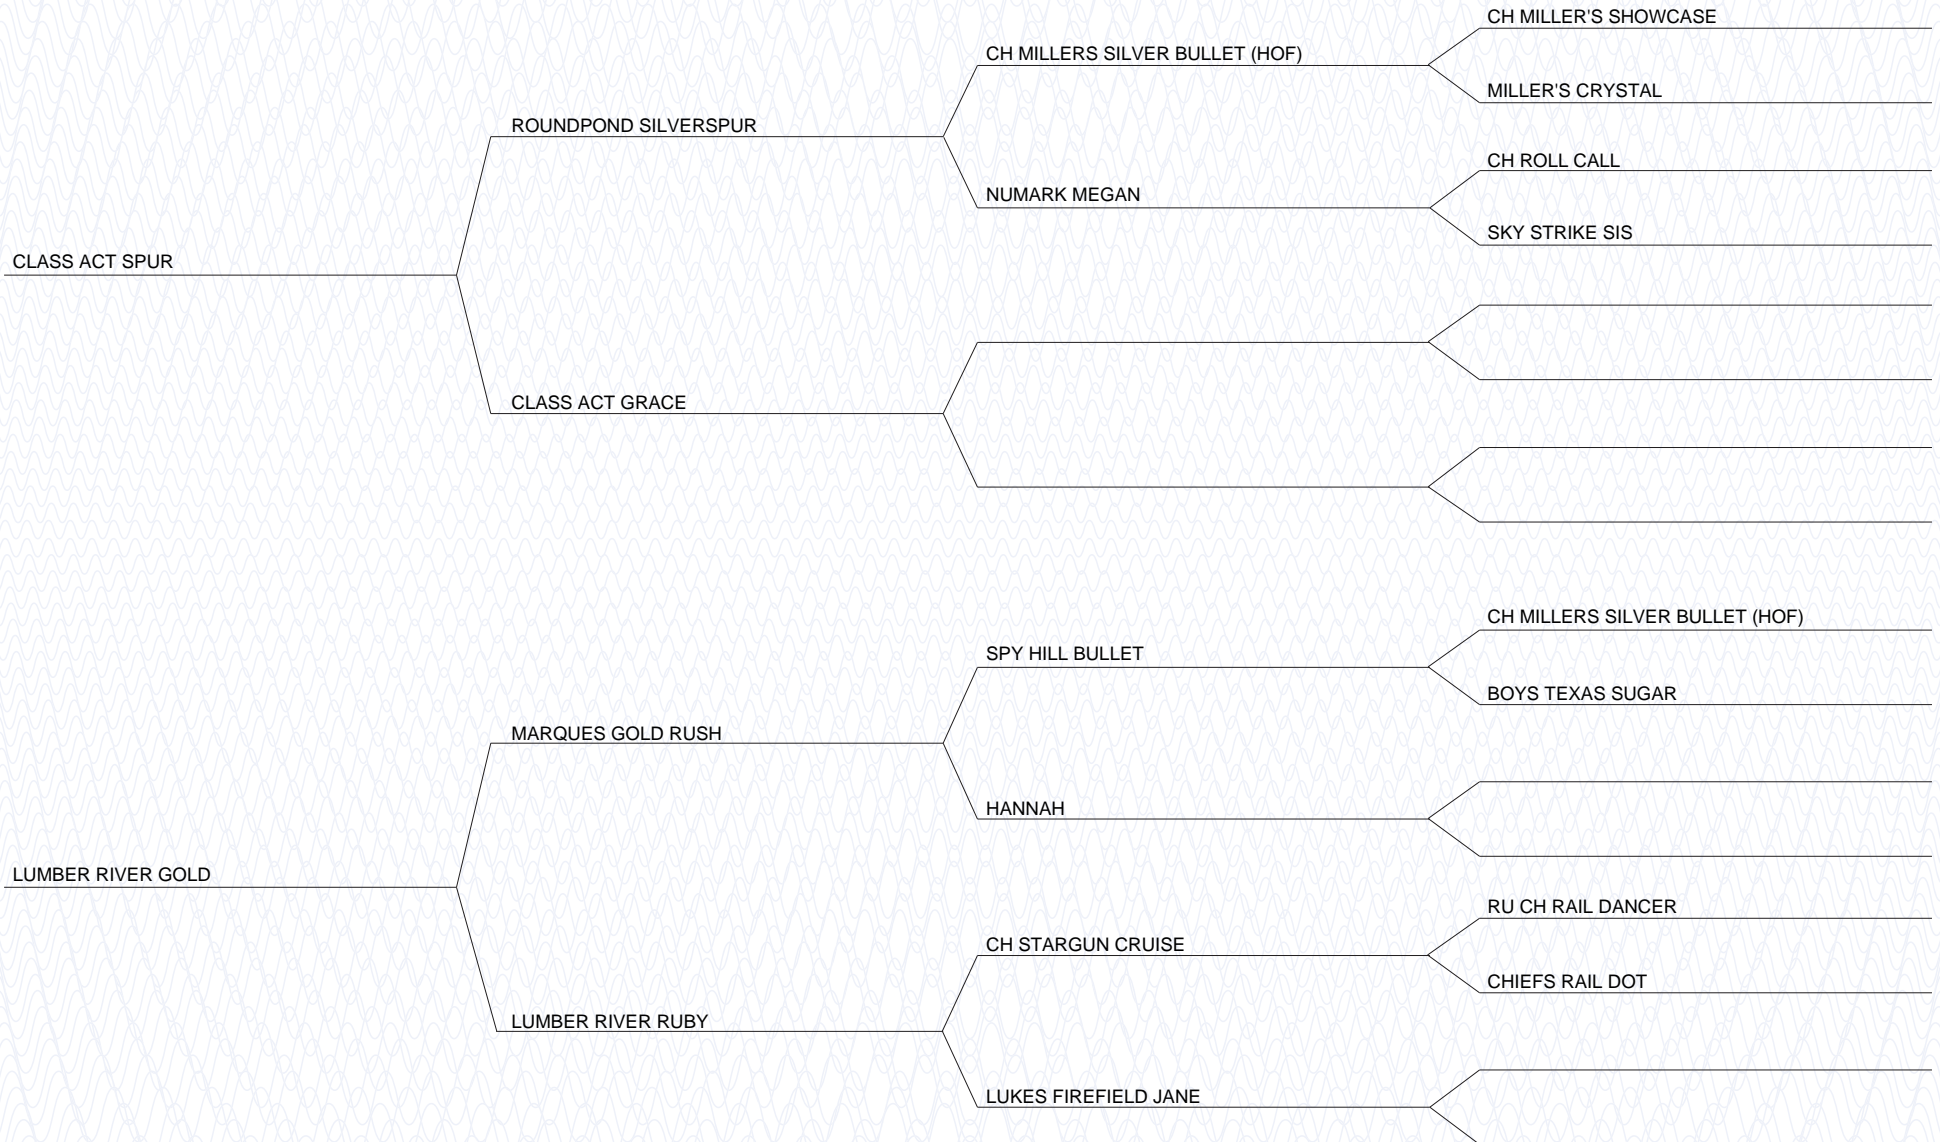 CH MILLER'S SHOWCASE
CH MILLERS SILVER BULLET (HOF)
MILLER'S CRYSTAL
ROUNDPOND SILVERSPUR
CH ROLL CALL
NUMARK MEGAN
SKY STRIKE SIS
CLASS ACT SPUR
CLASS ACT GRACE
CH MILLERS SILVER BULLET (HOF)
SPY HILL BULLET
BOYS TEXAS SUGAR
MARQUES GOLD RUSH
HANNAH
LUMBER RIVER GOLD
RU CH RAIL DANCER
CH STARGUN CRUISE
CHIEFS RAIL DOT
LUMBER RIVER RUBY
LUKES FIREFIELD JANE